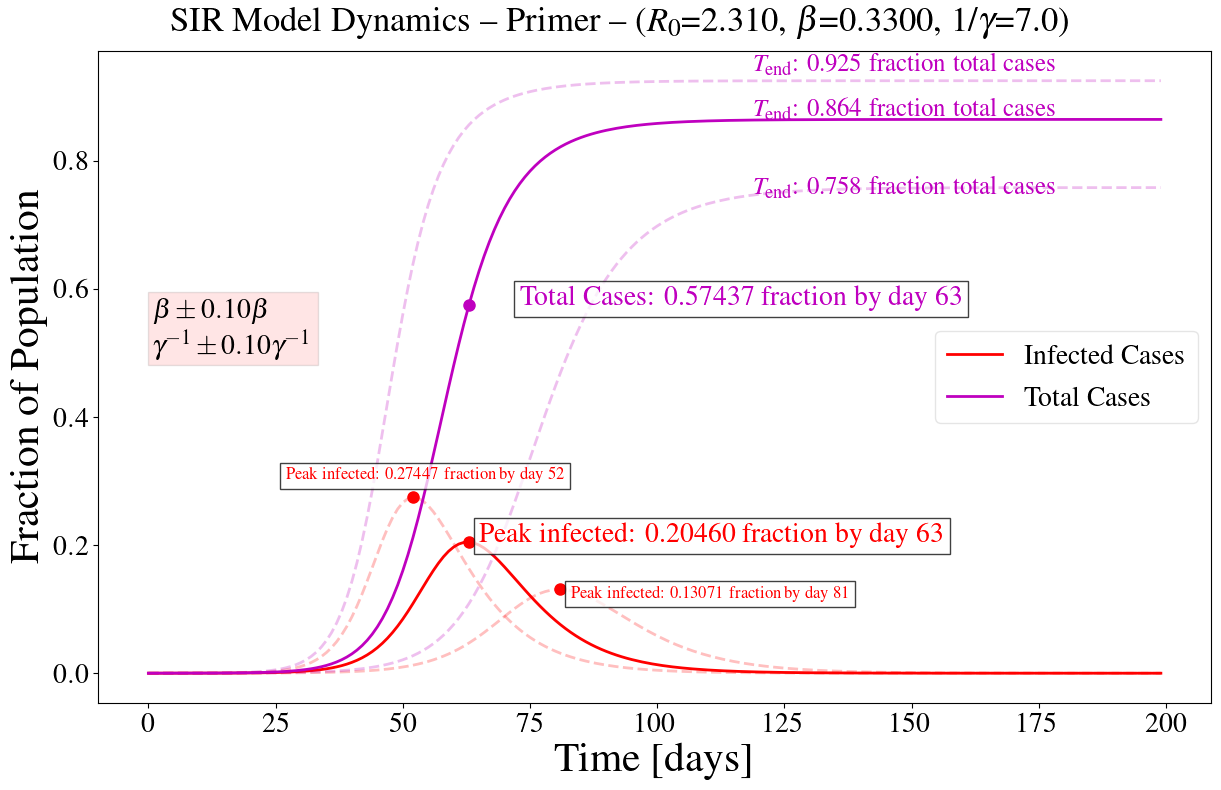 SIR Model Dynamics – Primer – (R₀=2.310, β=0.3300, 1/γ=7.0)
T_end: 0.925 fraction total cases
T_end: 0.864 fraction total cases
T_end: 0.758 fraction total cases
Total Cases: 0.57437 fraction by day 63
β ± 0.10β
γ⁻¹ ± 0.10γ⁻¹
Infected Cases
Total Cases
Peak infected: 0.27447 fraction by day 52
Peak infected: 0.20460 fraction by day 63
Peak infected: 0.13071 fraction by day 81
Fraction of Population
0.8
0.6
0.4
0.2
0.0
0 25 50 75 100 125 150 175 200
Time [days]